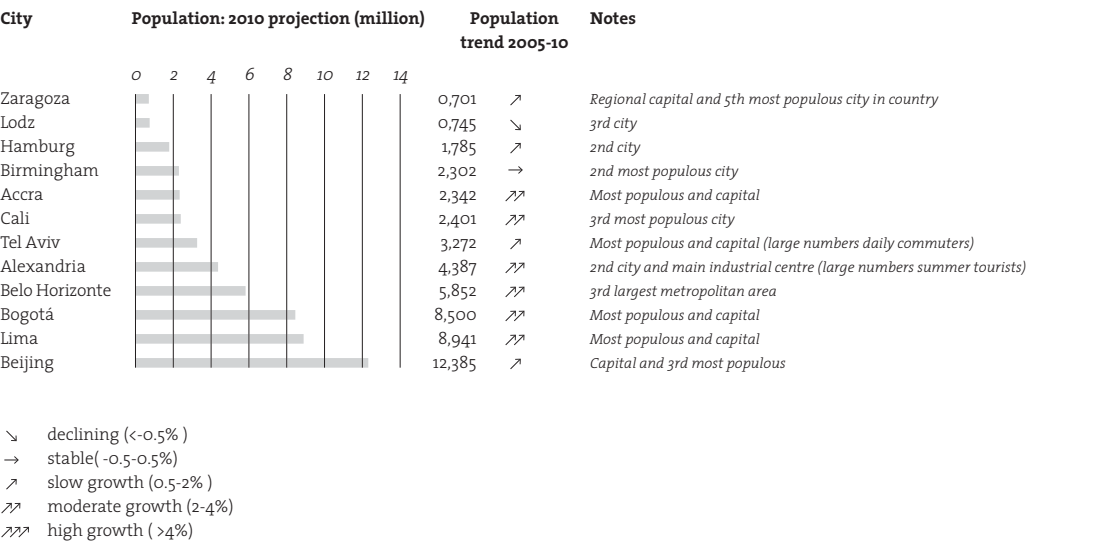 City Population: 2010 projection (million) Population Notes
trend 2005-10
0 2 4 6 8 10 12 14
Zaragoza 0,701 ↗ Regional capital and 5th most populous city in country
Lodz 0,745 ↘ 3rd city
Hamburg 1,785 ↗ 2nd city
Birmingham 2,302 → 2nd most populous city
Accra 2,342 ↗↗ Most populous and capital
Cali 2,401 ↗↗ 3rd most populous city
Tel Aviv 3,272 ↗ Most populous and capital (large numbers daily commuters)
Alexandria 4,387 ↗↗ 2nd city and main industrial centre (large numbers summer tourists)
Belo Horizonte 5,852 ↗↗ 3rd largest metropolitan area
Bogotá 8,500 ↗↗ Most populous and capital
Lima 8,941 ↗↗ Most populous and capital
Beijing 12,385 ↗ Capital and 3rd most populous
↘ declining (<-0.5% )
→ stable( -0.5-0.5%)
↗ slow growth (0.5-2% )
↗↗ moderate growth (2-4%)
↗↗↗ high growth ( >4%)